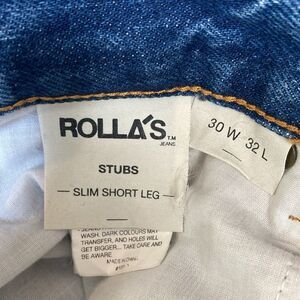 ROLLA'S TM
JEANS
STUBS
— SLIM SHORT LEG —
30 W 32 L
WASH, DARK COLOURS MAY
TRANSFER, AND HOLES WILL
GET BIGGER... TAKE CARE AND
BE AWARE